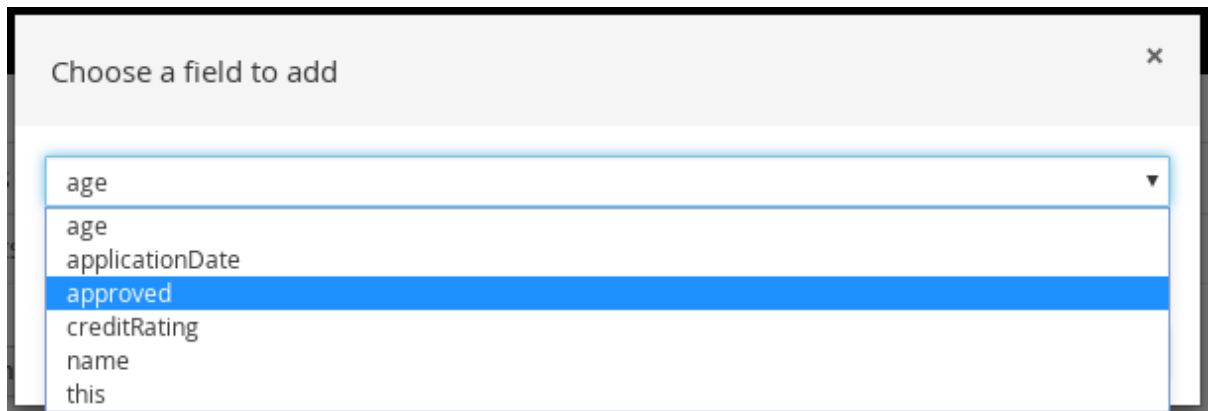 Choose a field to add
×
age
age
applicationDate
approved
creditRating
name
this